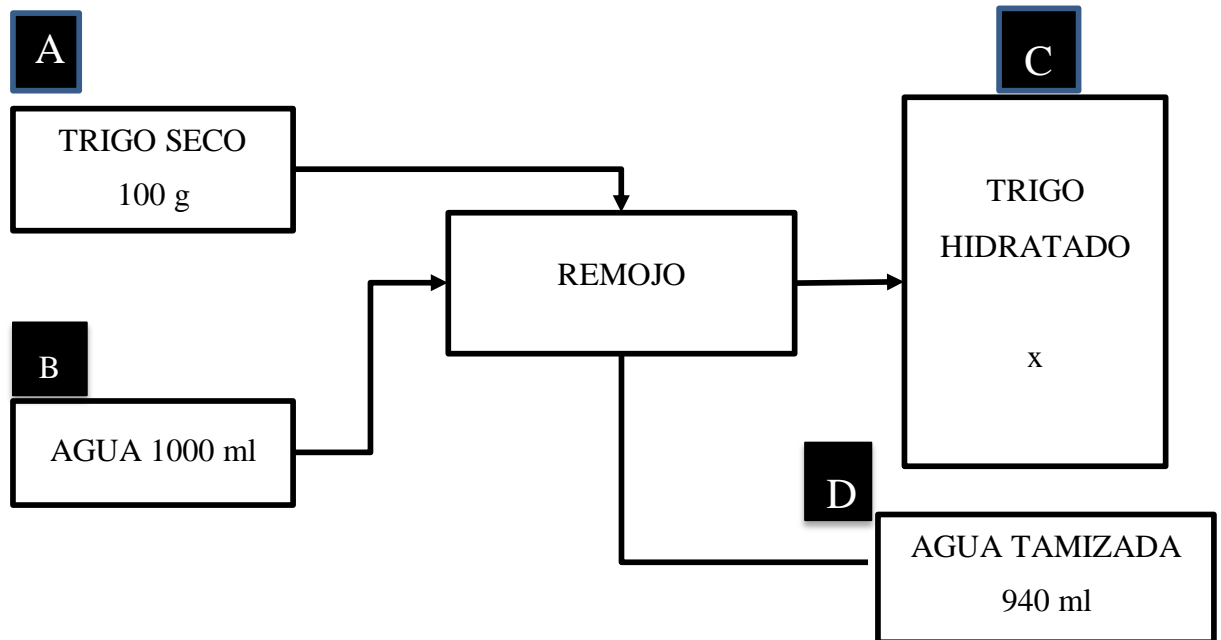 A
TRIGO SECO
100 g
B
AGUA 1000 ml
REMOJO
C
TRIGO
HIDRATADO
x
D
AGUA TAMIZADA
940 ml